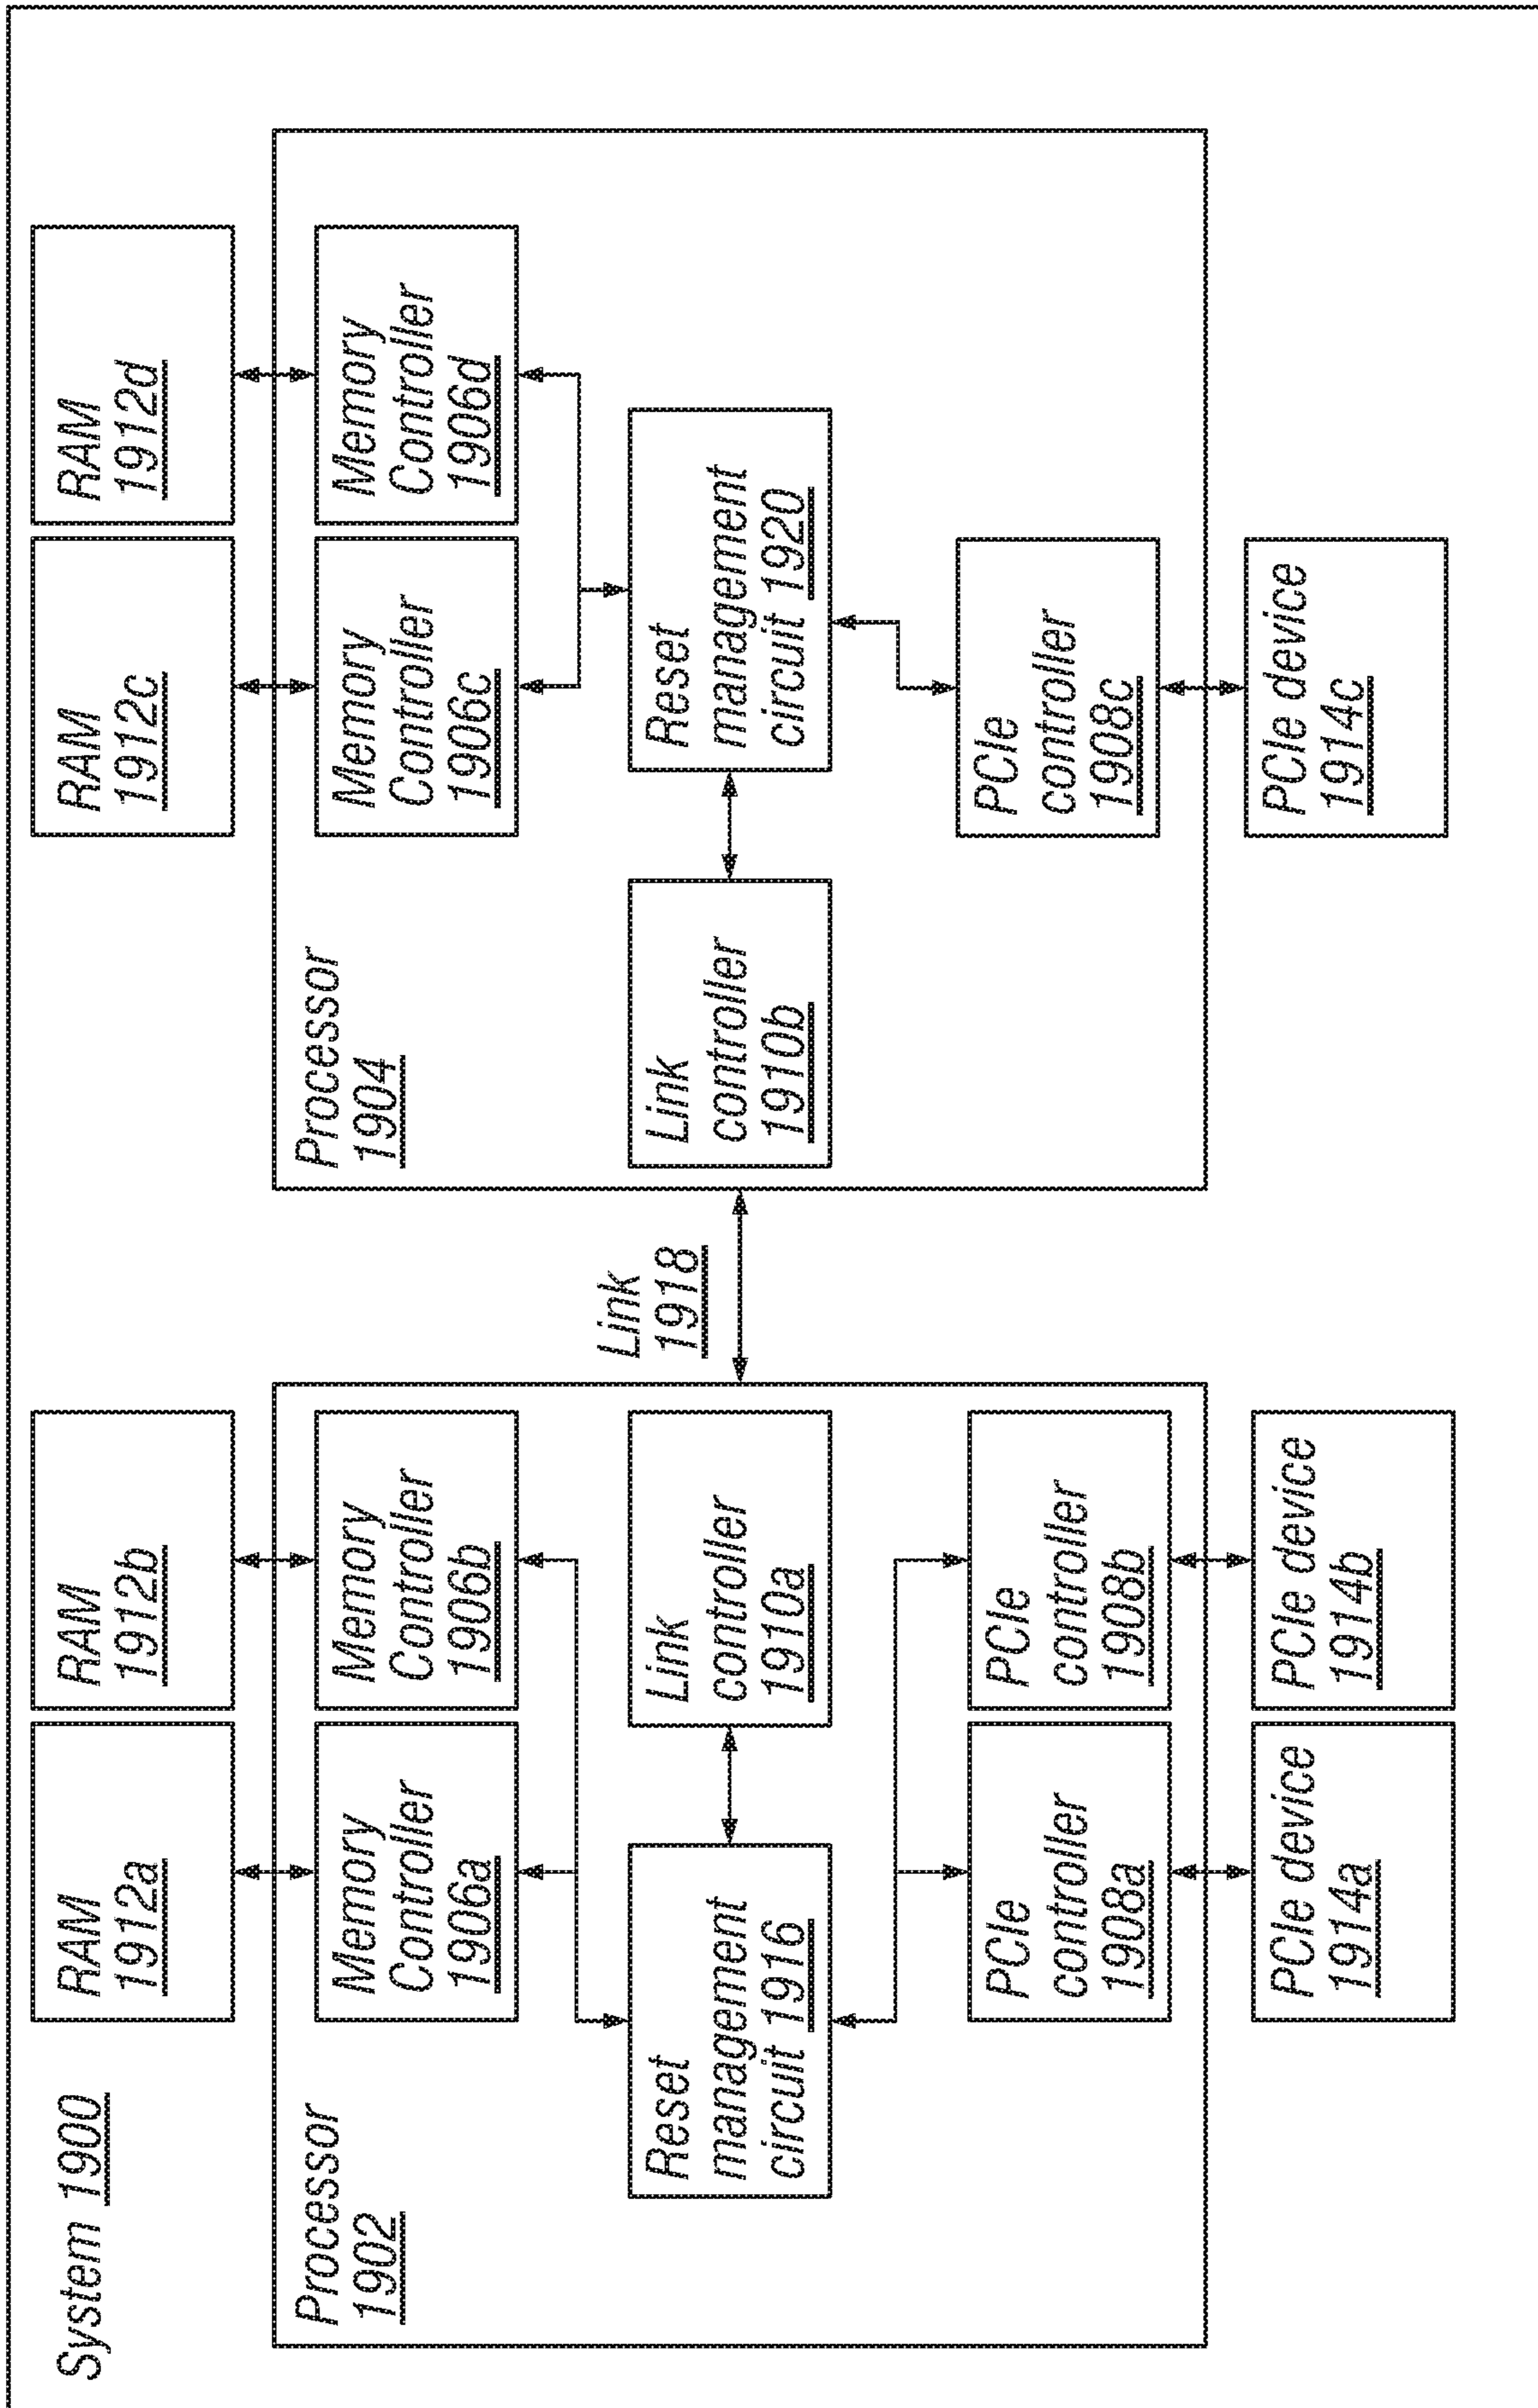 System 1900
RAM
1912a
RAM
1912b
RAM
1912c
RAM
1912d
Processor
1902
Memory
Controller
1906a
Memory
Controller
1906b
Reset
management
circuit 1916
Link
controller
1910a
PCIe
controller
1908a
PCIe
controller
1908b
PCIe device
1914a
PCIe device
1914b
Link
1918
Processor
1904
Memory
Controller
1906c
Memory
Controller
1906d
Link
controller
1910b
Reset
management
circuit 1920
PCIe
controller
1908c
PCIe device
1914c